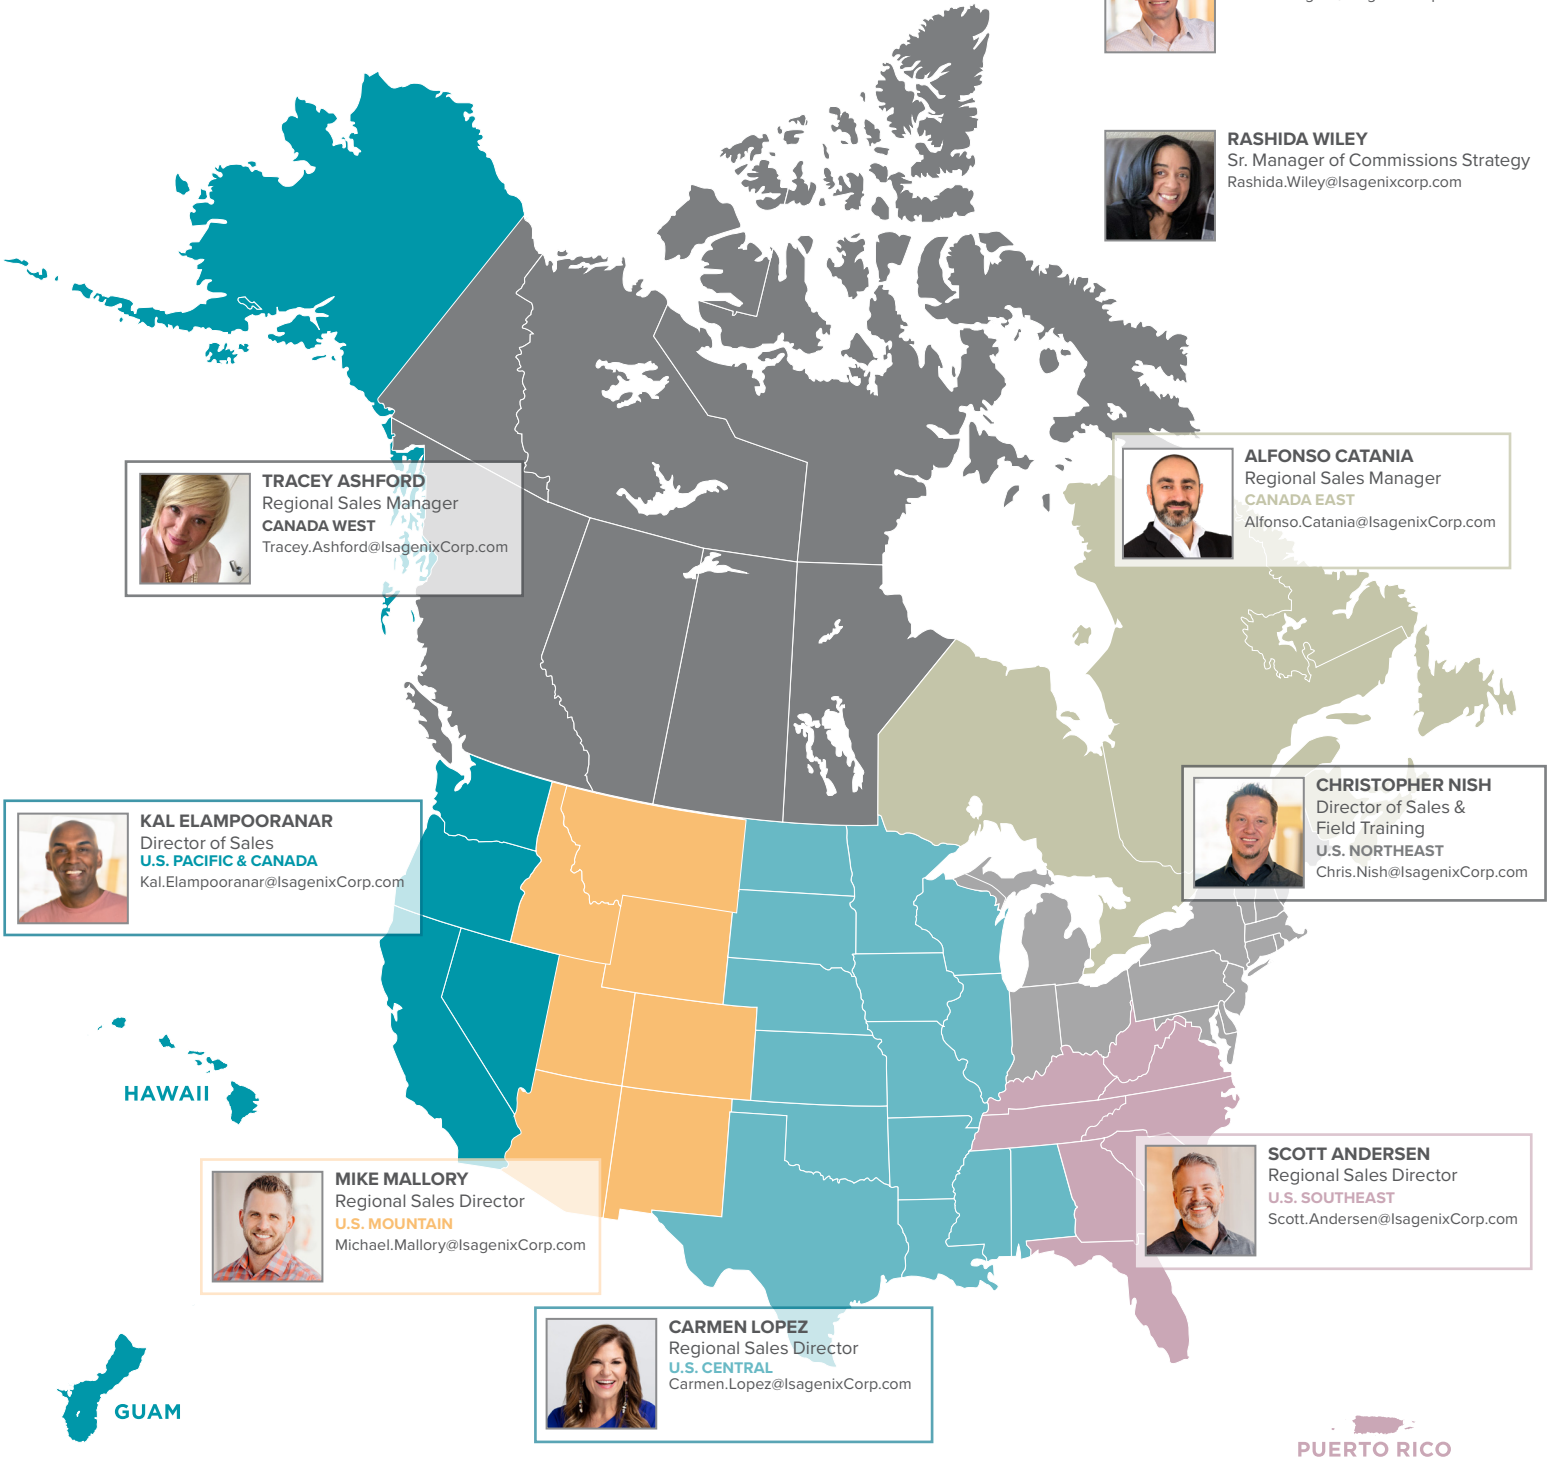 RASHIDA WILEY
Sr. Manager of Commissions Strategy
Rashida.Wiley@Isagenixcorp.com
ALFONSO CATANIA
Regional Sales Manager
CANADA EAST
Alfonso.Catania@IsagenixCorp.com
TRACEY ASHFORD
Regional Sales Manager
CANADA WEST
Tracey.Ashford@IsagenixCorp.com
CHRISTOPHER NISH
Director of Sales &
Field Training
U.S. NORTHEAST
Chris.Nish@IsagenixCorp.com
KAL ELAMPOORANAR
Director of Sales
U.S. PACIFIC & CANADA
Kal.Elampooranar@IsagenixCorp.com
HAWAII
MIKE MALLORY
Regional Sales Director
U.S. MOUNTAIN
Michael.Mallory@IsagenixCorp.com
SCOTT ANDERSEN
Regional Sales Director
U.S. SOUTHEAST
Scott.Andersen@IsagenixCorp.com
CARMEN LOPEZ
Regional Sales Director
U.S. CENTRAL
Carmen.Lopez@IsagenixCorp.com
GUAM
PUERTO RICO